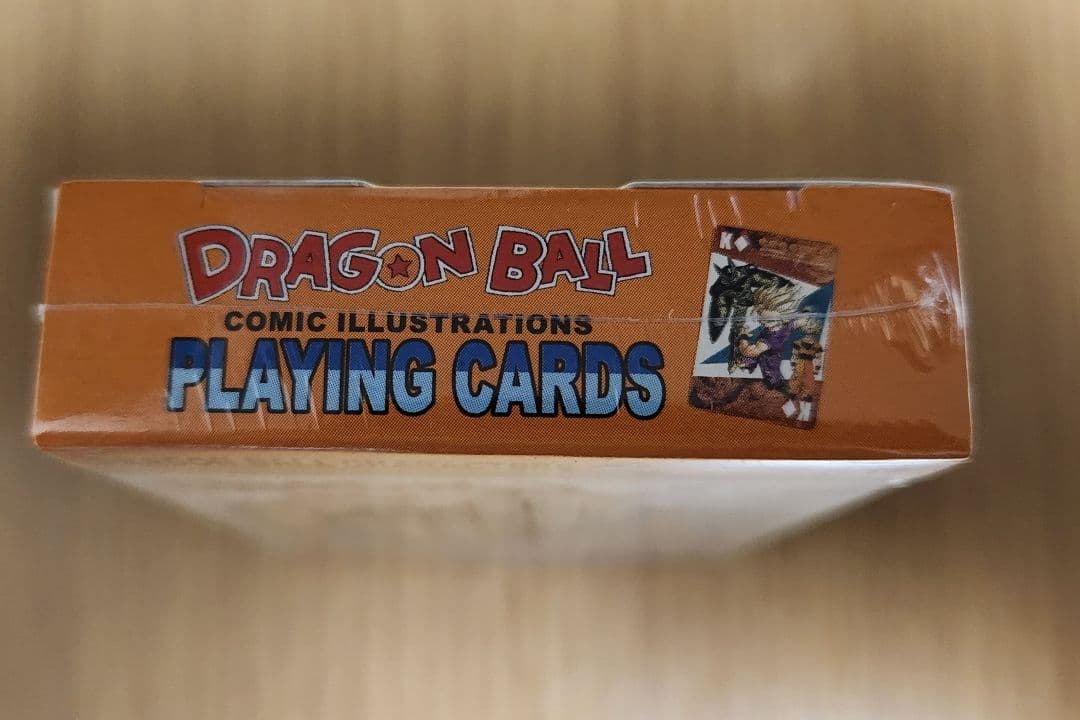 DRAGON BALL
COMIC ILLUSTRATIONS
PLAYING CARDS
K
K